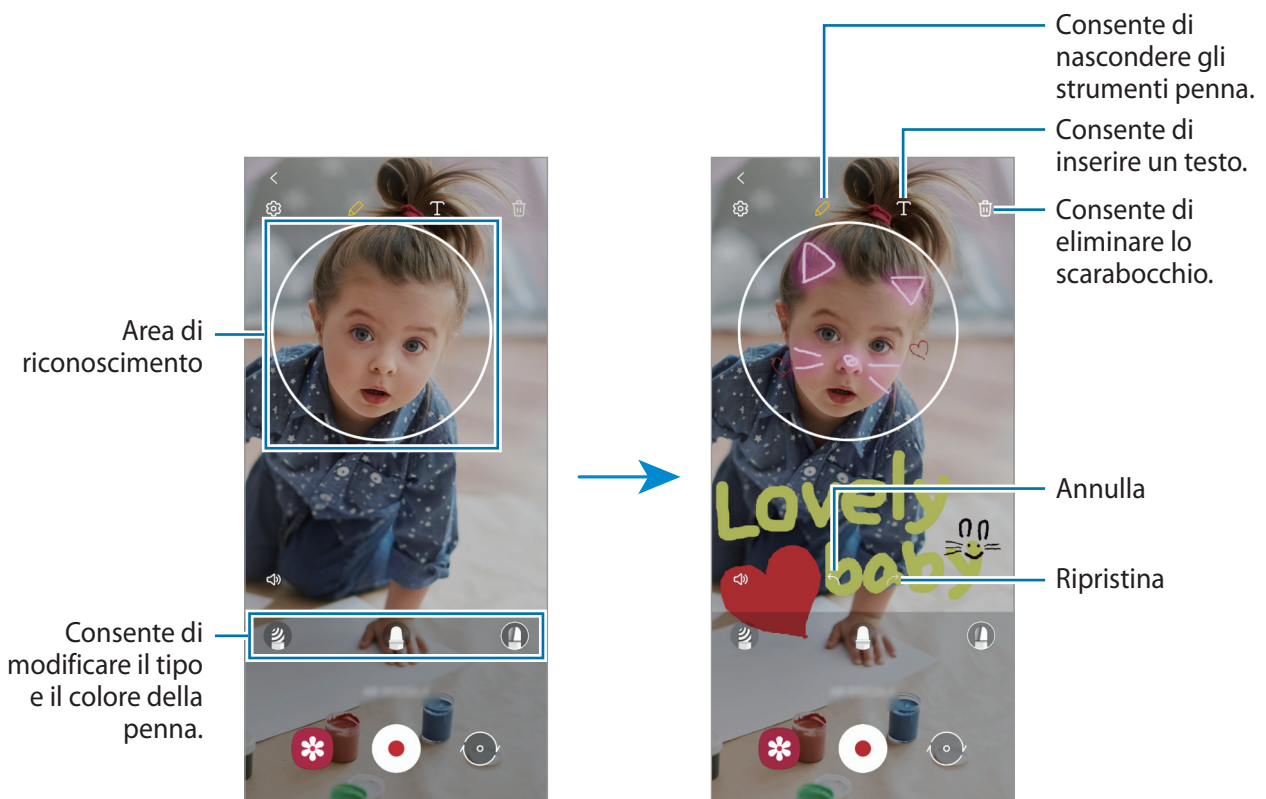 Consente di
nascondere gli
strumenti penna.
Consente di
inserire un testo.
Consente di
eliminare lo
scarabocchio.
T
T
Area di
riconoscimento
Lovely
baby
Annulla
Ripristina
Consente di
modificare il tipo
e il colore della
penna.